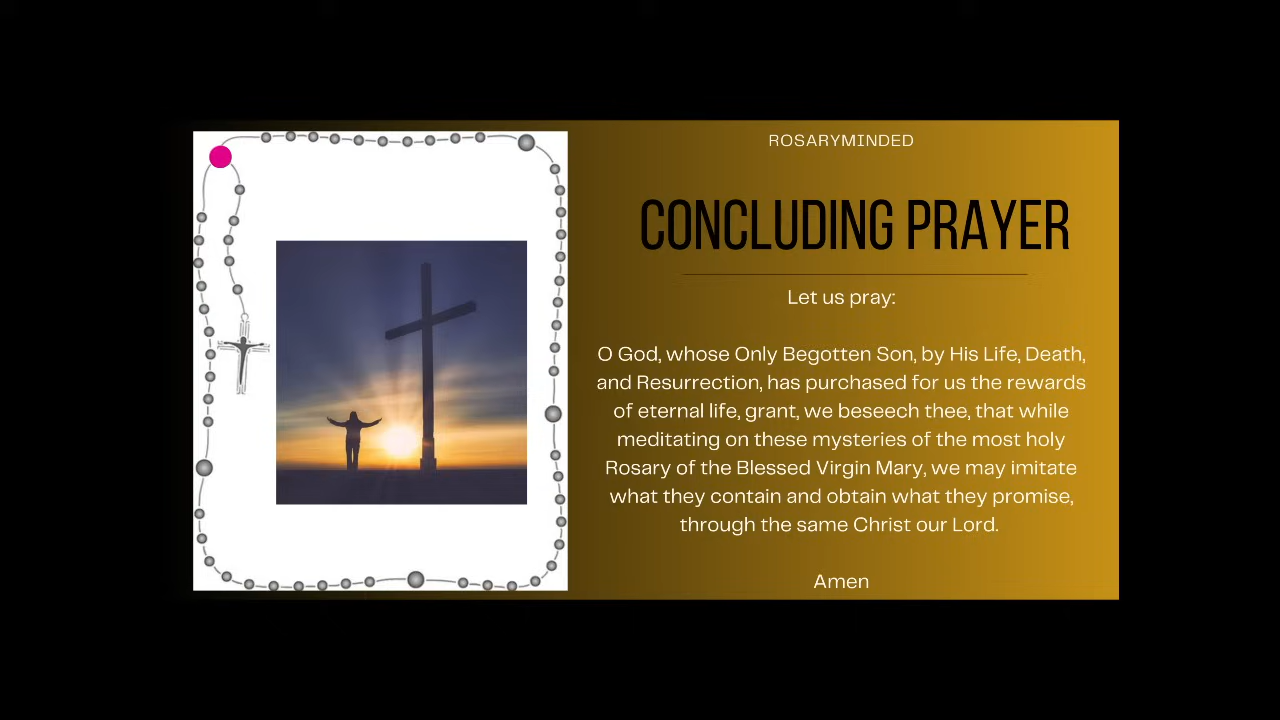 ROSARYMINDED
CONCLUDING PRAYER
Let us pray:
O God, whose Only Begotten Son, by His Life, Death,
and Resurrection, has purchased for us the rewards
of eternal life, grant, we beseech thee, that while
meditating on these mysteries of the most holy
Rosary of the Blessed Virgin Mary, we may imitate
what they contain and obtain what they promise,
through the same Christ our Lord.
Amen